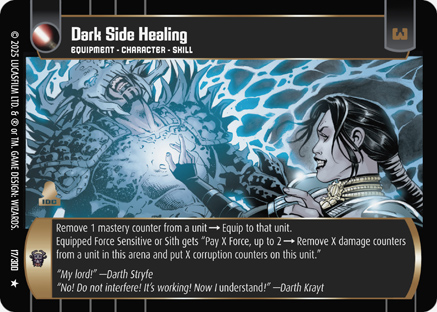 Dark Side Healing
EQUIPMENT - CHARACTER - SKILL
IDC
Remove 1 mastery counter from a unit → Equip to that unit.
Equipped Force Sensitive or Sith gets "Pay X Force, up to 2 → Remove X damage counters
from a unit in this arena and put X corruption counters on this unit."
"My lord!" —Darth Stryfe
"No! Do not interfere! It's working! Now I understand!" —Darth Krayt
© 2025 LUCASFILM LTD. & ® or TM. GAME DESIGN: WIZARDS.
17/300